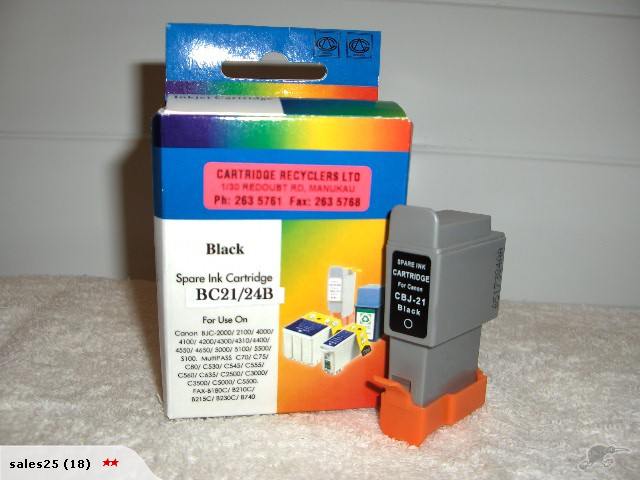 Inkjet Cartridge
CARTRIDGE RECYCLERS LTD
1/30 REDOUBT RD, MANUKAU
Ph: 263 5761 Fax: 263 5768
Black
Spare Ink Cartridge
BC21/24B
For Use On
Canon BJC-2000/ 2100/ 4000/
4100/ 4200/4300/4310/4400/
4550/ 4650/ 5000/ 5100/ 5500/
S100. MultiPASS C70/ C75/
C80/ C530/ C545/ C555/
C560/ C635/ C2500/ C3000/
C3500/ C5000/ C5500.
FAX-B180C/ B210C/
B215C/ B230C/ B740
SPARE INK
CARTRIDGE
For Canon
CBJ-21
Black
sales25 (18)